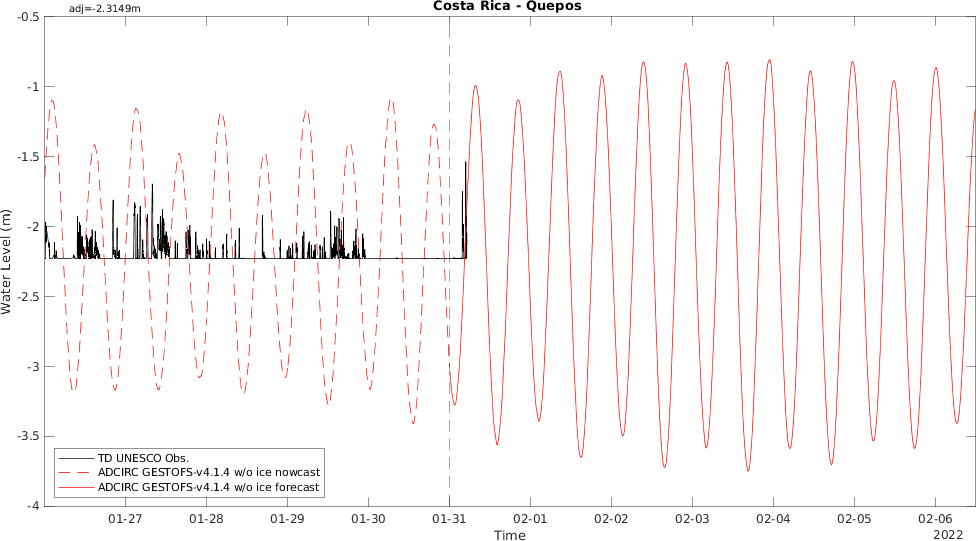 Costa Rica - Quepos
adj=-2.3149m
-0.5
-1
-1.5
-2
-2.5
-3
-3.5
-4
Water Level (m)
TD UNESCO Obs.
ADCIRC GESTOFS-v4.1.4 w/o ice nowcast
ADCIRC GESTOFS-v4.1.4 w/o ice forecast
01-27 01-28 01-29 01-30 01-31 02-01 02-02 02-03 02-04 02-05 02-06
Time
2022